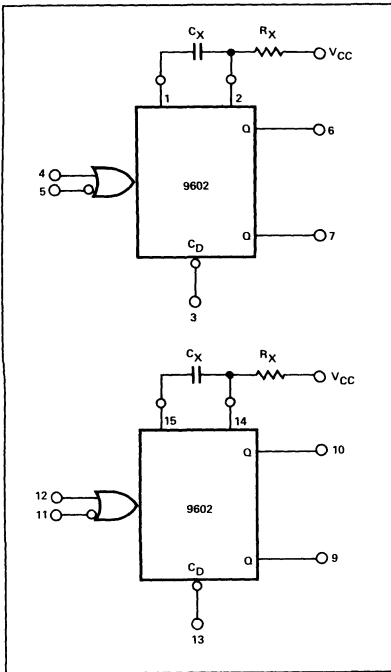 CX RX
VCC
1 2
Q 6
4
5
9602
Q 7
CD
3
CX RX
VCC
15 14
Q 10
12
11
9602
Q 9
CD
13